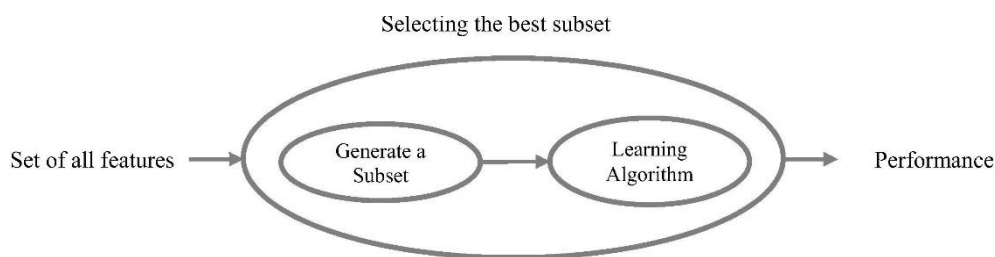 Selecting the best subset
Set of all features
Generate a
Subset
Learning
Algorithm
Performance